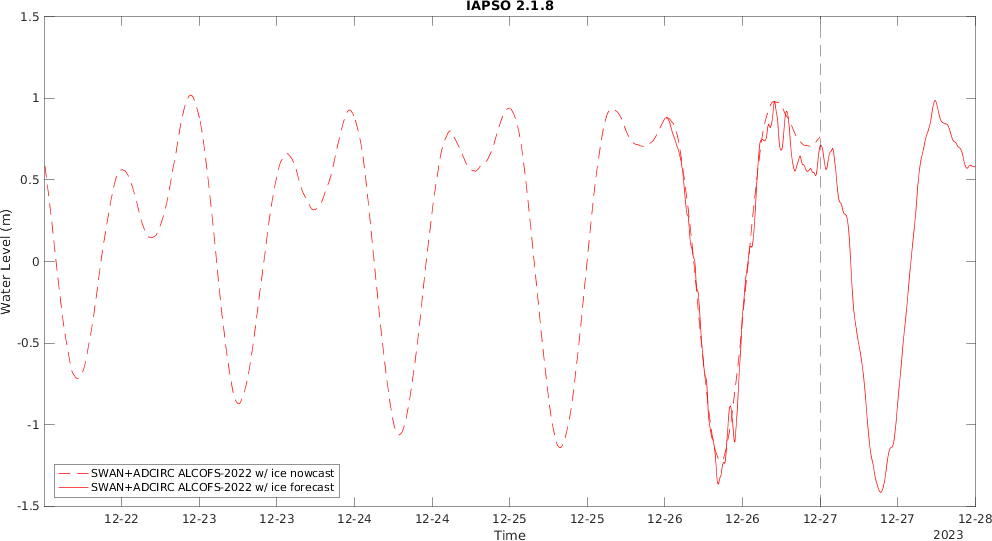 IAPSO 2.1.8
1.5
1
0.5
0
-0.5
-1
-1.5
Water Level (m)
SWAN+ADCIRC ALCOFS-2022 w/ ice nowcast
SWAN+ADCIRC ALCOFS-2022 w/ ice forecast
12-22 12-23 12-23 12-24 12-24 12-25 12-25 12-26 12-26 12-27 12-27 12-28
Time
2023